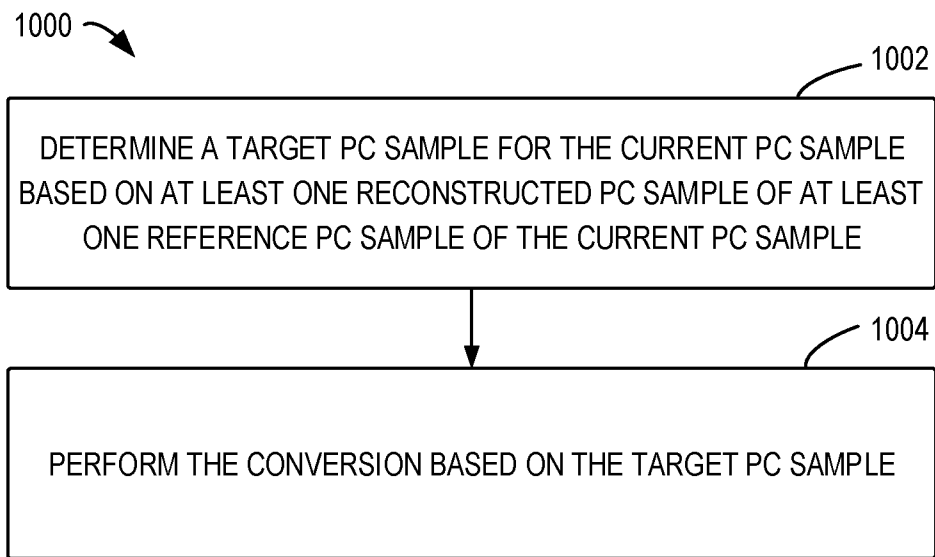 1000
1002
DETERMINE A TARGET PC SAMPLE FOR THE CURRENT PC SAMPLE
BASED ON AT LEAST ONE RECONSTRUCTED PC SAMPLE OF AT LEAST
ONE REFERENCE PC SAMPLE OF THE CURRENT PC SAMPLE
1004
PERFORM THE CONVERSION BASED ON THE TARGET PC SAMPLE